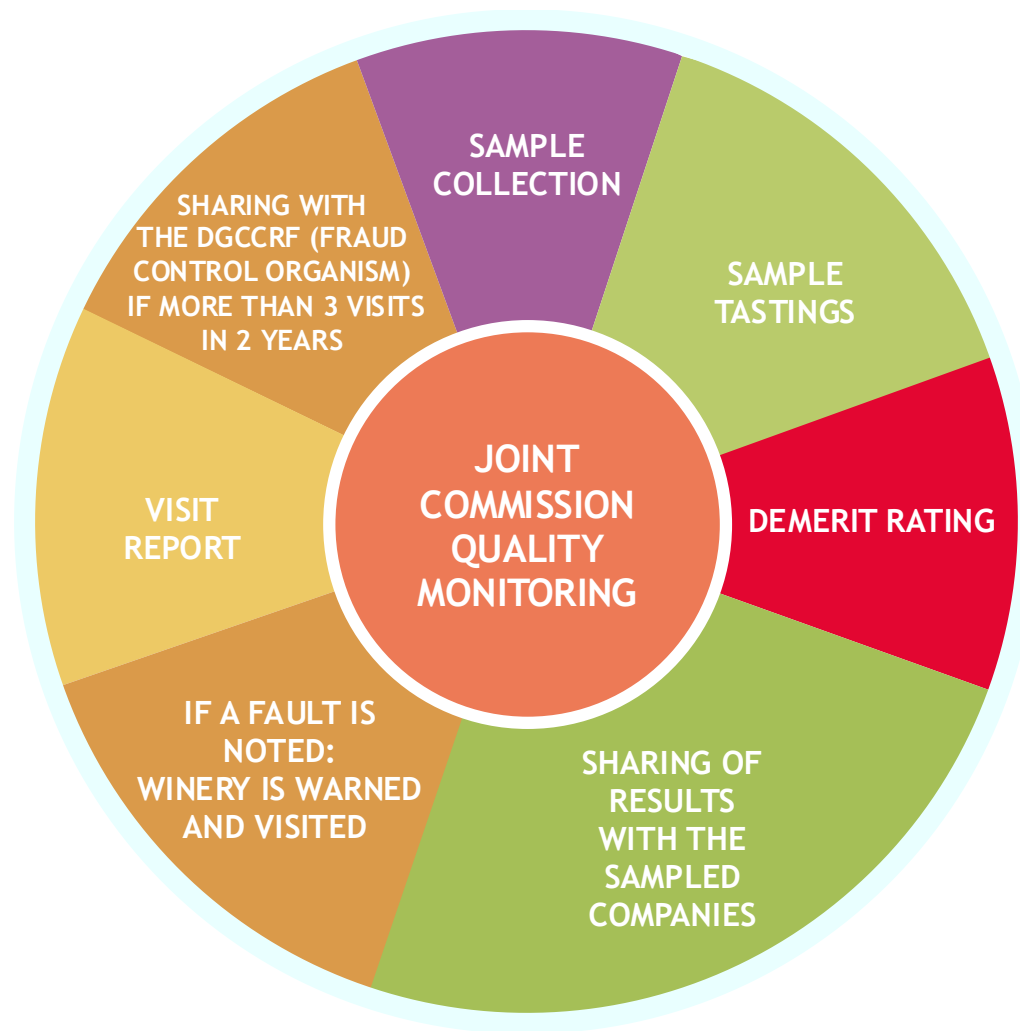 SAMPLE
COLLECTION
SAMPLE
TASTINGS
DEMERIT RATING
SHARING OF
RESULTS
WITH THE
SAMPLED
COMPANIES
IF A FAULT IS
NOTED:
WINERY IS WARNED
AND VISITED
VISIT
REPORT
SHARING WITH
THE DGCCRF (FRAUD
CONTROL ORGANISM)
IF MORE THAN 3 VISITS
IN 2 YEARS
JOINT
COMMISSION
QUALITY
MONITORING